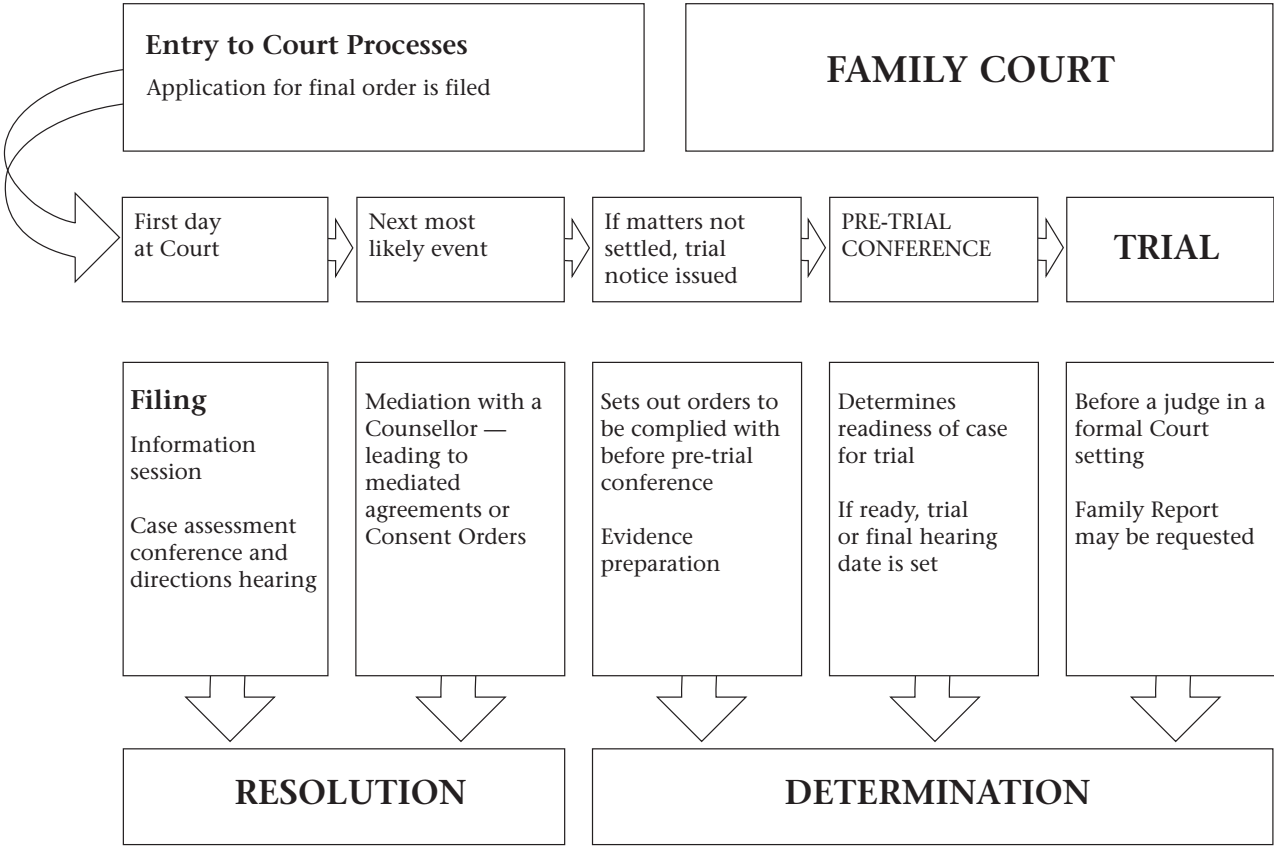 Entry to Court Processes
Application for final order is filed
FAMILY COURT
First day
at Court
Next most
likely event
If matters not
settled, trial
notice issued
PRE-TRIAL
CONFERENCE
TRIAL
Filing
Information
session
Case assessment
conference and
directions hearing
Mediation with a
Counsellor —
leading to
mediated
agreements or
Consent Orders
Sets out orders to
be complied with
before pre-trial
conference
Evidence
preparation
Determines
readiness of case
for trial
If ready, trial
or final hearing
date is set
Before a judge in a
formal Court
setting
Family Report
may be requested
RESOLUTION
DETERMINATION